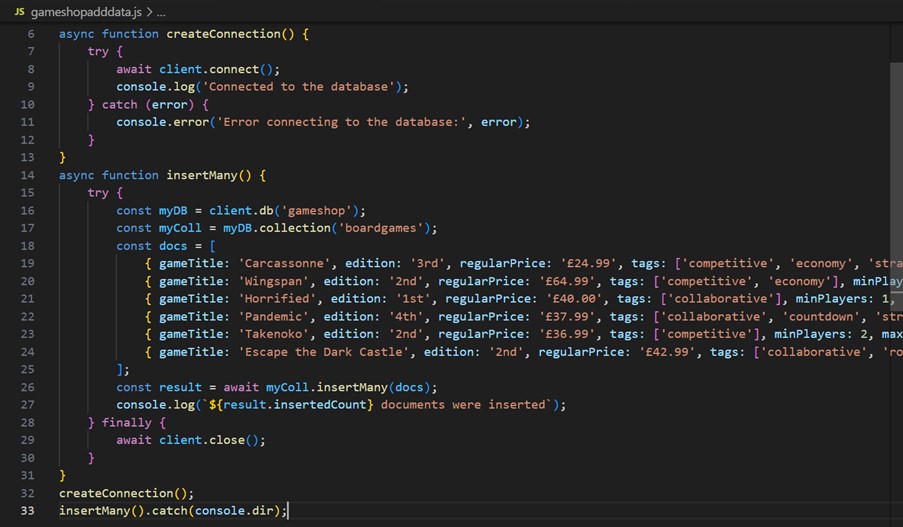 JS gameshopadddata.js > ...
6 async function createConnection() {
7 try {
8 await client.connect();
9 console.log('Connected to the database');
10 } catch (error) {
11 console.error('Error connecting to the database:', error);
12 }
13 }
14 async function insertMany() {
15 try {
16 const myDB = client.db('gameshop');
17 const myColl = myDB.collection('boardgames');
18 const docs = [
19 { gameTitle: 'Carcassonne', edition: '3rd', regularPrice: '£24.99', tags: ['competitive', 'economy', 'stra
20 { gameTitle: 'Wingspan', edition: '2nd', regularPrice: '£64.99', tags: ['competitive', 'economy'], minPlay
21 { gameTitle: 'Horrified', edition: '1st', regularPrice: '£40.00', tags: ['collaborative'], minPlayers: 1,
22 { gameTitle: 'Pandemic', edition: '4th', regularPrice: '£37.99', tags: ['collaborative', 'countdown', 'str
23 { gameTitle: 'Takenoko', edition: '2nd', regularPrice: '£36.99', tags: ['competitive'], minPlayers: 2, max
24 { gameTitle: 'Escape the Dark Castle', edition: '2nd', regularPrice: '£42.99', tags: ['collaborative', 'ro
25 ];
26 const result = await myColl.insertMany(docs);
27 console.log(`${result.insertedCount} documents were inserted`);
28 } finally {
29 await client.close();
30 }
31 }
32 createConnection();
33 insertMany().catch(console.dir);